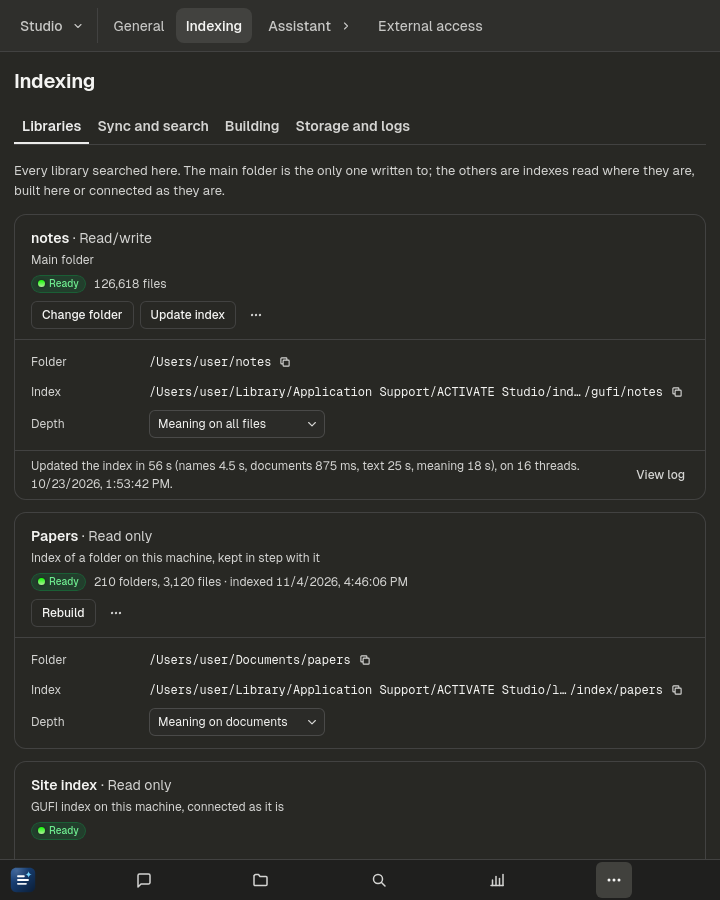 Studio General Indexing Assistant External access
Indexing
Libraries Sync and search Building Storage and logs
Every library searched here. The main folder is the only one written to; the others are indexes read where they are,
built here or connected as they are.
notes · Read/write
Main folder
Ready 126,618 files
Change folder Update index ···
Folder /Users/user/notes
Index /Users/user/Library/Application Support/ACTIVATE Studio/ind…/gufi/notes
Depth Meaning on all files
Updated the index in 56 s (names 4.5 s, documents 875 ms, text 25 s, meaning 18 s), on 16 threads.
10/23/2026, 1:53:42 PM.
View log
Papers · Read only
Index of a folder on this machine, kept in step with it
Ready 210 folders, 3,120 files · indexed 11/4/2026, 4:46:06 PM
Rebuild ···
Folder /Users/user/Documents/papers
Index /Users/user/Library/Application Support/ACTIVATE Studio/l…/index/papers
Depth Meaning on documents
Site index · Read only
GUFI index on this machine, connected as it is
Ready